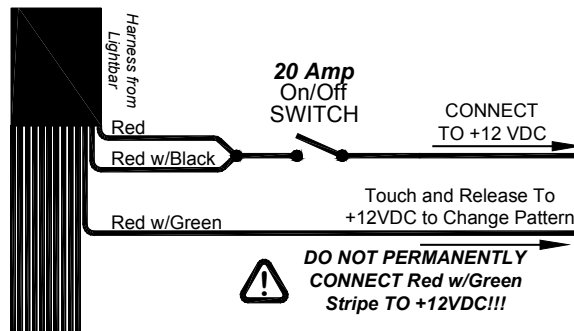 Harness from
Lightbar
20 Amp
On/Off
SWITCH
CONNECT
TO +12 VDC
Red
Red w/Black
Red w/Green
Touch and Release To
+12VDC to Change Pattern
DO NOT PERMANENTLY
CONNECT Red w/Green
Stripe TO +12VDC!!!